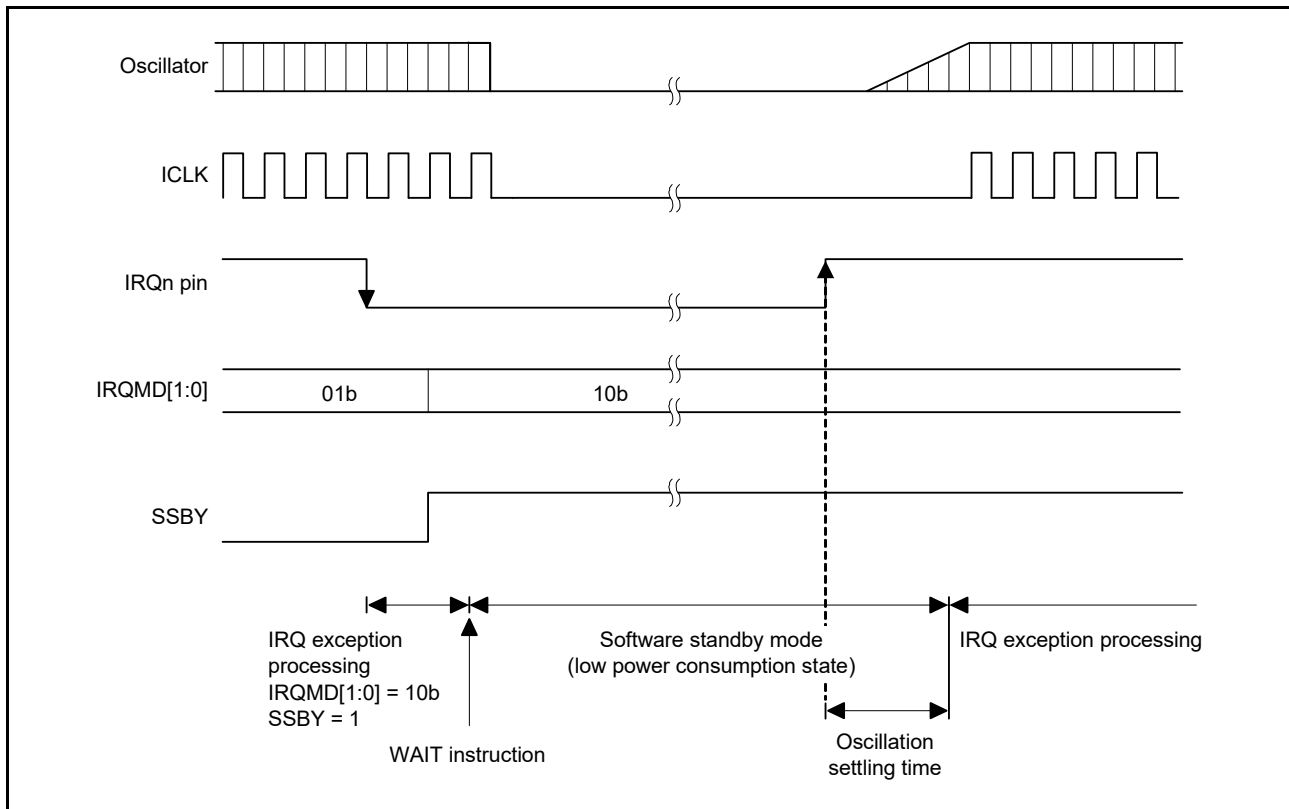 Oscillator
ICLK
IRQn pin
IRQMD[1:0]
01b
10b
SSBY
IRQ exception
processing
IRQMD[1:0] = 10b
SSBY = 1
WAIT instruction
Software standby mode
(low power consumption state)
Oscillation
settling time
IRQ exception processing